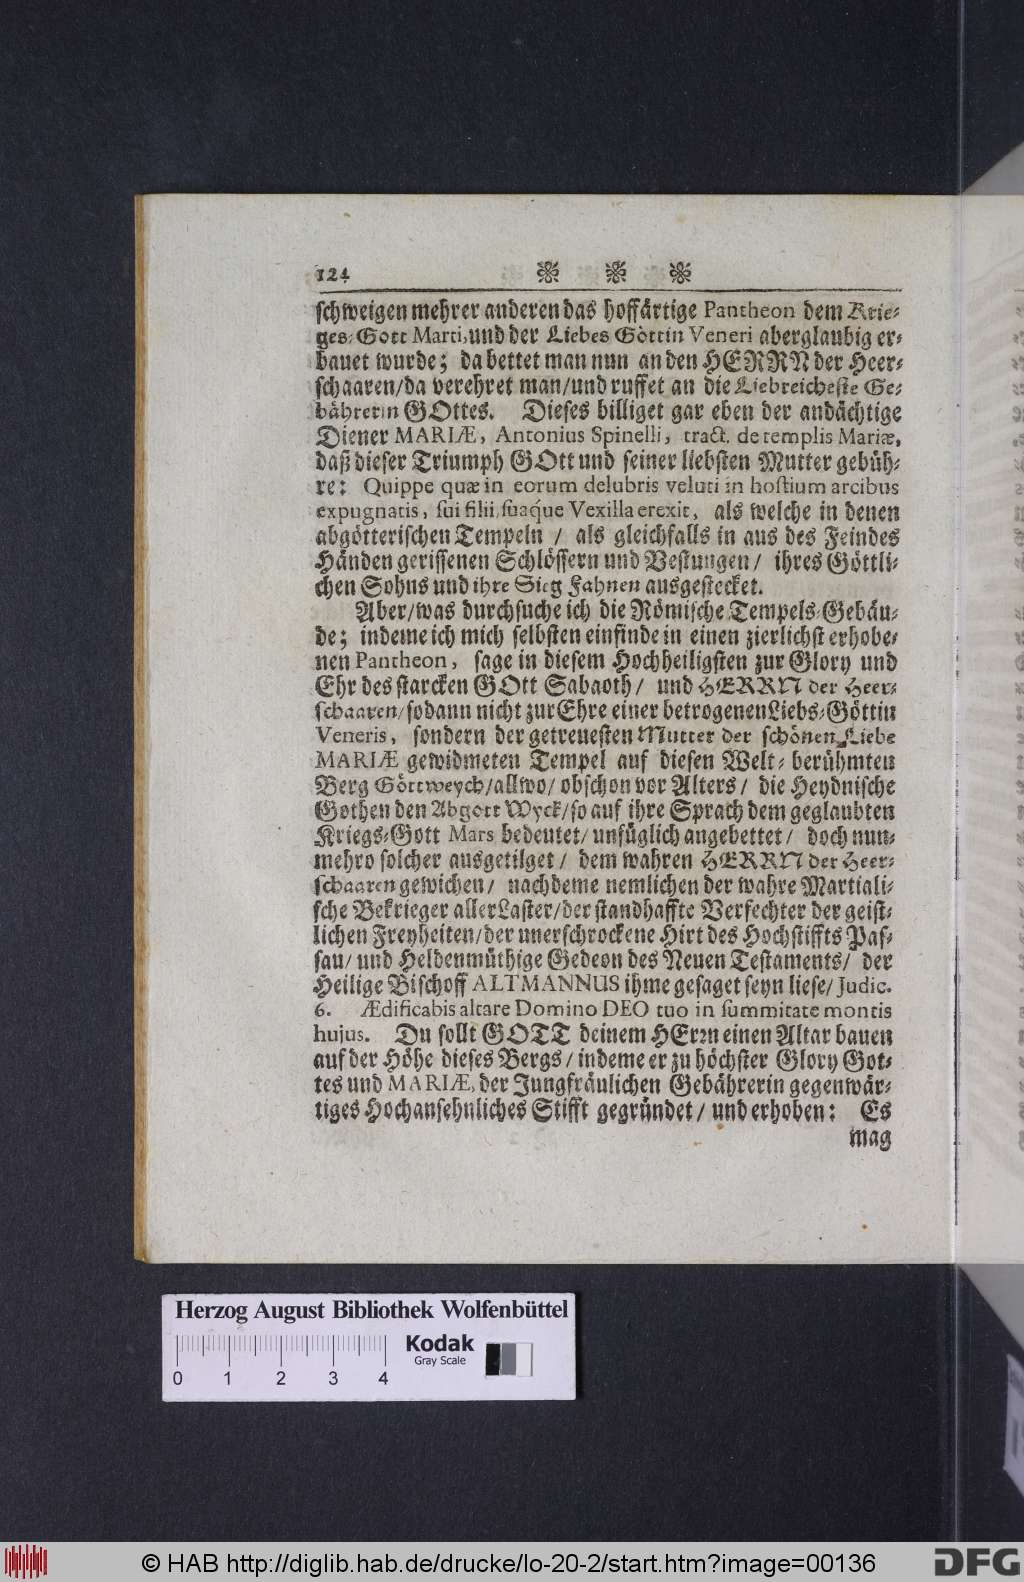 124
schweigen mehrer anderen das hoffärtige Pantheon dem Krie-
ges-Gott Marti, und der Liebes Göttin Veneri aberglaubig er-
bauet wurde; da bettet man nun an den HERRN der Heer-
schaaren/ da verehret man/ und ruffet an die Liebreicheste Ge-
bährerin GOttes. Dieses billiget gar eben der andächtige
Diener MARIÆ, Antonius Spinelli, tract. de templis Mariæ,
daß dieser Triumph GOtt und seiner liebsten Mutter gebüh-
re: Quippe quæ in eorum delubris veluti in hostium arcibus
expugnatis, sui filii, suaque Vexilla erexit, als welche in denen
abgötterischen Tempeln / als gleichfalls in aus des Feindes
Händen gerissenen Schlössern und Vestungen / ihres Göttli-
chen Sohns und ihre Sieg Fahnen ausgestecket.
Aber/ was durchsuche ich die Römische Tempels-Gebäu-
de; indeme ich mich selbsten einfinde in einen zierlichst erhobe-
nen Pantheon, sage in diesem Hochheiligsten zur Glory und
Ehr des starcken GOtt Sabaoth/ und HERRN der Heer-
schaaren/ sodann nicht zur Ehre einer betrogenen Liebs-Göttin
Veneris, sondern der getreuesten Mutter der schönen Liebe
MARIÆ gewidmeten Tempel auf diesen Welt-berühmten
Berg Göttweych/ allwo/ obschon vor Alters/ die Heydnische
Gothen den Abgott Wyck/ so auf ihre Sprach dem geglaubten
Kriegs-Gott Mars bedeutet/ unfüglich angebettet/ doch nun-
mehro solcher ausgetilget/ dem wahren HERRN der Heer-
schaaren gewichen/ nachdeme nemlichen der wahre Martiali-
sche Bekrieger aller Laster/ der standhaffte Verfechter der geist-
lichen Freyheiten/ der unerschrockene Hirt des Hochstiffts Pas-
sau/ und Heldenmüthige Gedeon des Neuen Testaments/ der
Heilige Bischoff ALTMANNUS ihme gesaget seyn liese/ Judic.
6. Ædificabis altare Domino DEO tuo in summitate montis
hujus. Du sollt GOTT deinem HErrn einen Altar bauen
auf der Höhe dieses Bergs/ indeme er zu höchster Glory Got-
tes und MARIÆ, der Jungfräulichen Gebährerin gegenwär-
tiges Hochansehnliches Stifft gegründet/ und erhoben: Es
mag
Herzog August Bibliothek Wolfenbüttel
Kodak
Gray Scale
0 1 2 3 4
© HAB http://diglib.hab.de/drucke/lo-20-2/start.htm?image=00136
DFG